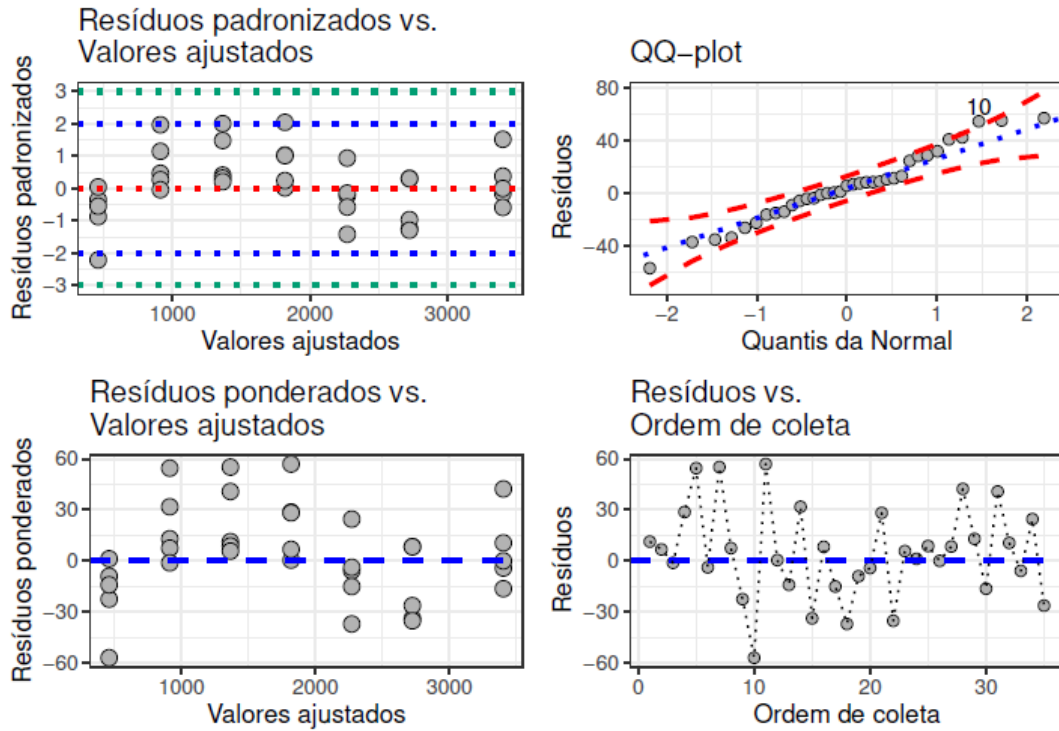 Resíduos padronizados vs.
Valores ajustados
Resíduos padronizados
3
2
1
0
−1
−2
−3
1000 2000 3000
Valores ajustados
QQ−plot
Resíduos
80
40
0
−40
10
−2 −1 0 1 2
Quantis da Normal
Resíduos ponderados vs.
Valores ajustados
Resíduos ponderados
60
30
0
−30
−60
1000 2000 3000
Valores ajustados
Resíduos vs.
Ordem de coleta
Resíduos
60
30
0
−30
−60
0 10 20 30
Ordem de coleta